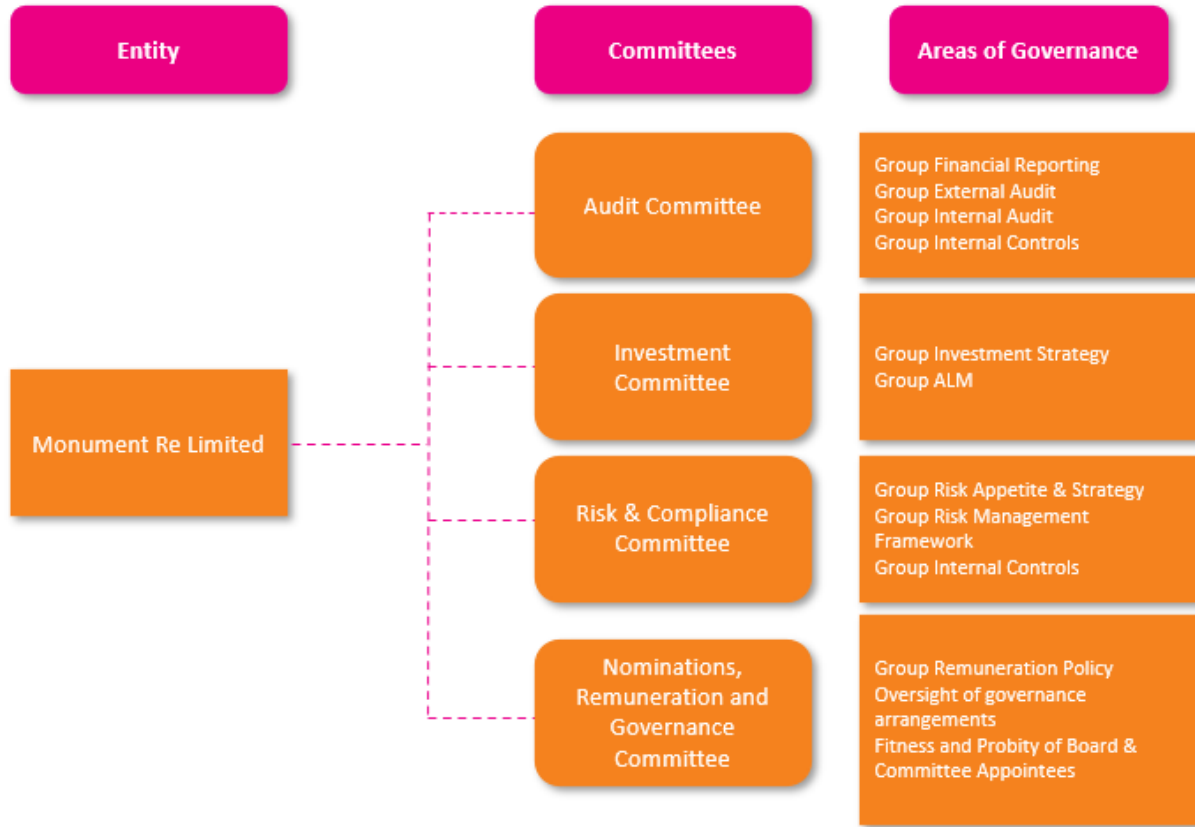 Entity
Committees
Areas of Governance
Audit Committee
Group Financial Reporting
Group External Audit
Group Internal Audit
Group Internal Controls
Monument Re Limited
Investment
Committee
Group Investment Strategy
Group ALM
Risk & Compliance
Committee
Group Risk Appetite & Strategy
Group Risk Management
Framework
Group Internal Controls
Nominations,
Remuneration and
Governance
Committee
Group Remuneration Policy
Oversight of governance
arrangements
Fitness and Probity of Board &
Committee Appointees